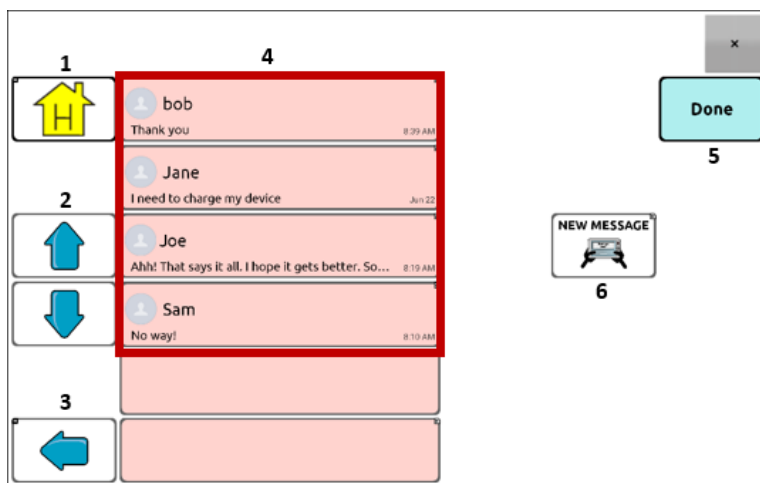 ×
4
1
H
bob
Thank you
8:39 AM
Done
5
Jane
I need to charge my device
Jun 22
2
NEW MESSAGE
Joe
Ahh! That says it all. I hope it gets better. So...
8:19 AM
6
Sam
No way!
8:10 AM
3